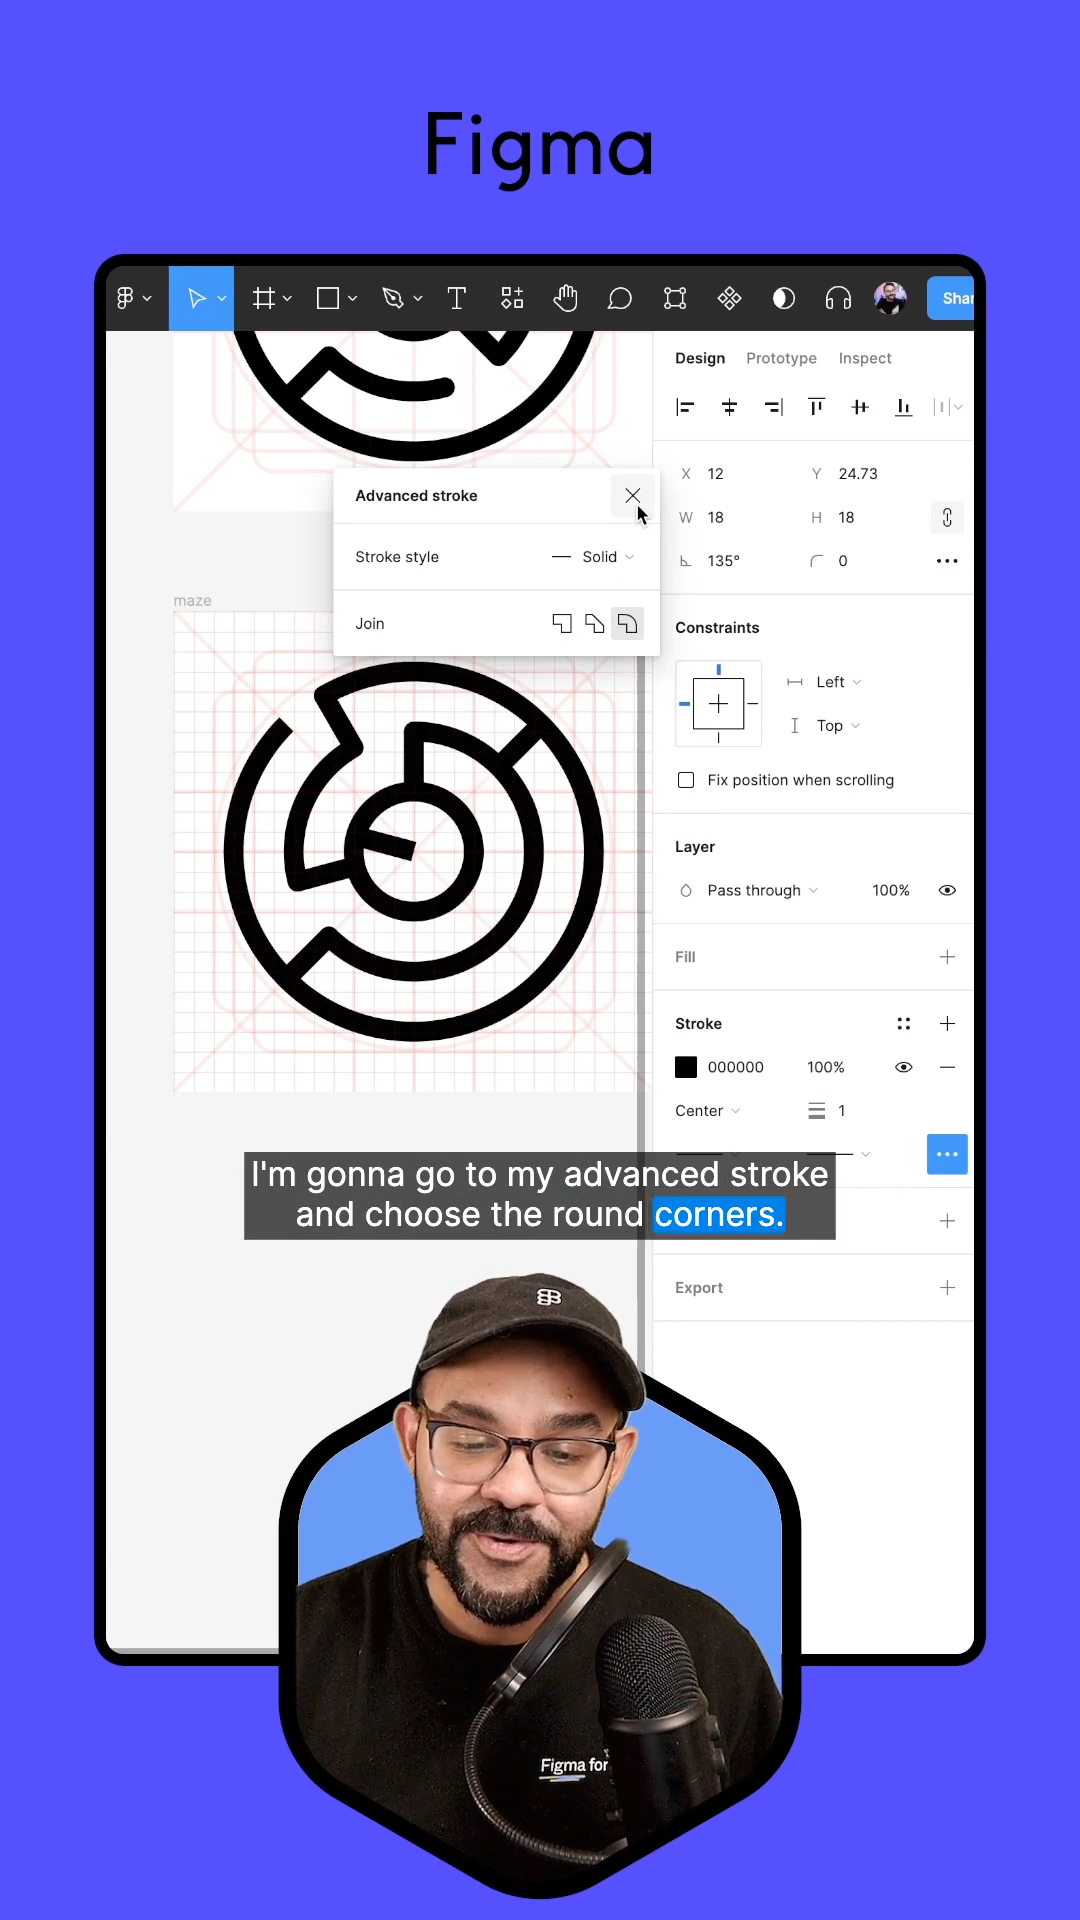 Figma
Shar
Design Prototype Inspect
X 12 Y 24.73
W 18 H 18
135° 0
Advanced stroke
Stroke style Solid
Join
maze
Constraints
Left
Top
Fix position when scrolling
Layer
Pass through 100%
Fill
Stroke
000000 100%
Center 1
I'm gonna go to my advanced stroke
and choose the round corners.
Export
Figma for